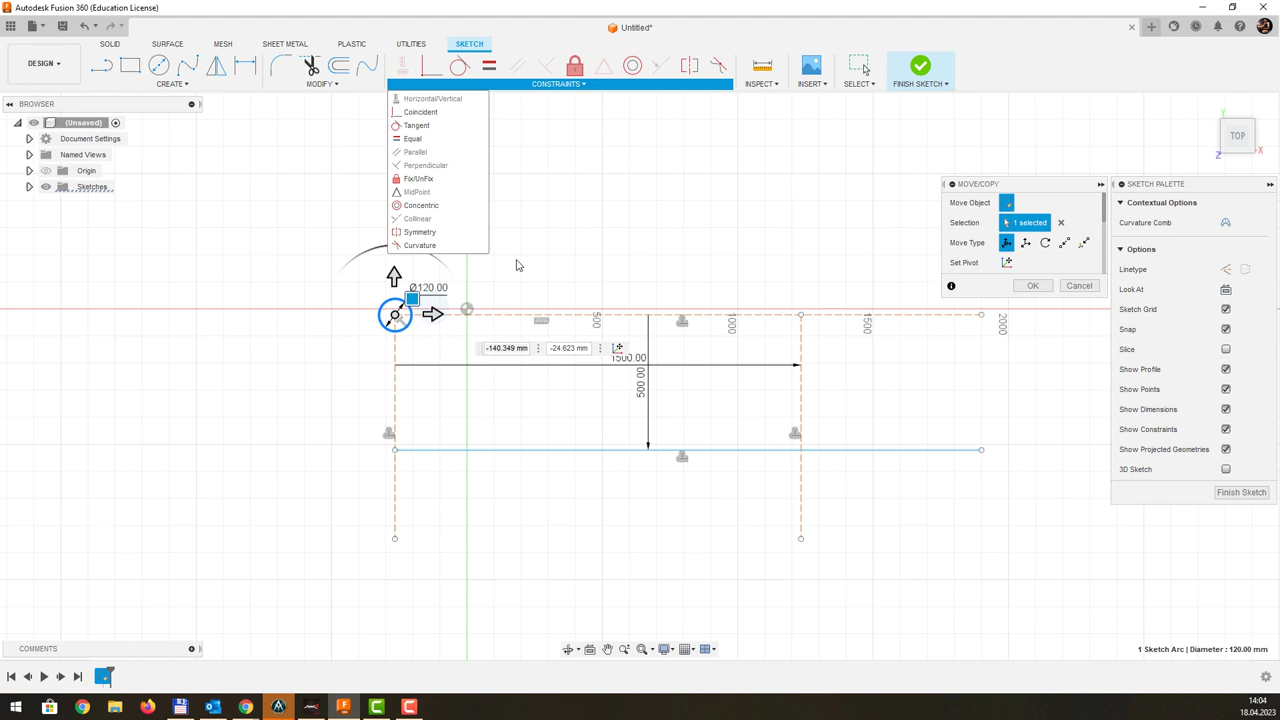 Autodesk Fusion 360 (Education License)
Untitled*
SOLID SURFACE MESH SHEET METAL PLASTIC UTILITIES SKETCH
DESIGN
CREATE MODIFY CONSTRAINTS INSPECT INSERT SELECT FINISH SKETCH
BROWSER
(Unsaved)
Document Settings
Named Views
Origin
Sketches
Horizontal/Vertical
Coincident
Tangent
Equal
Parallel
Perpendicular
Fix/UnFix
MidPoint
Concentric
Collinear
Symmetry
Curvature
TOP
X
Y
Z
MOVE/COPY
Move Object
Selection 1 selected
Move Type
Set Pivot
OK Cancel
SKETCH PALETTE
Contextual Options
Curvature Comb
Options
Linetype
Look At
Sketch Grid
Snap
Slice
Show Profile
Show Points
Show Dimensions
Show Constraints
Show Projected Geometries
3D Sketch
Finish Sketch
Ø120.00
500
1000
1500
2000
-140.349 mm -24.623 mm
1500.00
500.00
COMMENTS
1 Sketch Arc | Diameter : 120.00 mm
14:04
18.04.2023